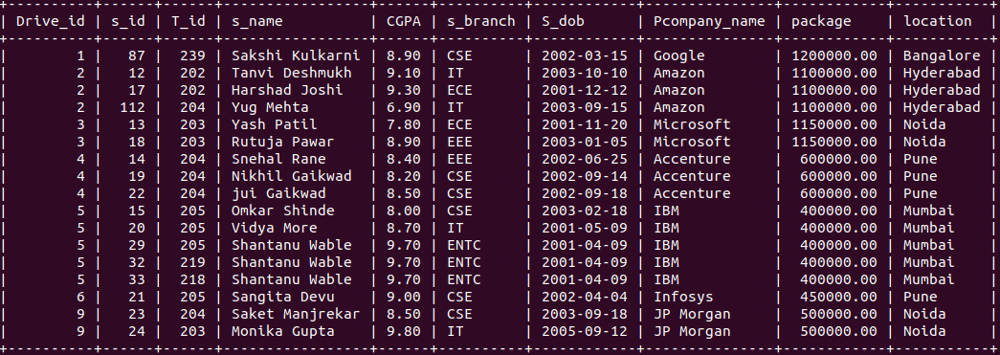 +----------+------+------+------------------+------+----------+------------+---------------+------------+-----------+
| Drive_id | s_id | T_id | s_name           | CGPA | s_branch | S_dob      | Pcompany_name | package    | location  |
+----------+------+------+------------------+------+----------+------------+---------------+------------+-----------+
|        1 |   87 |  239 | Sakshi Kulkarni  | 8.90 | CSE      | 2002-03-15 | Google        | 1200000.00 | Bangalore |
|        2 |   12 |  202 | Tanvi Deshmukh   | 9.10 | IT       | 2003-10-10 | Amazon        | 1100000.00 | Hyderabad |
|        2 |   17 |  202 | Harshad Joshi    | 9.30 | ECE      | 2001-12-12 | Amazon        | 1100000.00 | Hyderabad |
|        2 |  112 |  204 | Yug Mehta        | 6.90 | IT       | 2003-09-15 | Amazon        | 1100000.00 | Hyderabad |
|        3 |   13 |  203 | Yash Patil       | 7.80 | ECE      | 2001-11-20 | Microsoft     | 1150000.00 | Noida     |
|        3 |   18 |  203 | Rutuja Pawar     | 8.90 | EEE      | 2003-01-05 | Microsoft     | 1150000.00 | Noida     |
|        4 |   14 |  204 | Snehal Rane      | 8.40 | EEE      | 2002-06-25 | Accenture     |  600000.00 | Pune      |
|        4 |   19 |  204 | Nikhil Gaikwad   | 8.20 | CSE      | 2002-09-14 | Accenture     |  600000.00 | Pune      |
|        4 |   22 |  204 | jui Gaikwad      | 8.50 | CSE      | 2002-09-18 | Accenture     |  600000.00 | Pune      |
|        5 |   15 |  205 | Omkar Shinde     | 8.00 | CSE      | 2003-02-18 | IBM           |  400000.00 | Mumbai    |
|        5 |   20 |  205 | Vidya More       | 8.70 | IT       | 2001-05-09 | IBM           |  400000.00 | Mumbai    |
|        5 |   29 |  205 | Shantanu Wable   | 9.70 | ENTC     | 2001-04-09 | IBM           |  400000.00 | Mumbai    |
|        5 |   32 |  219 | Shantanu Wable   | 9.70 | ENTC     | 2001-04-09 | IBM           |  400000.00 | Mumbai    |
|        5 |   33 |  218 | Shantanu Wable   | 9.70 | ENTC     | 2001-04-09 | IBM           |  400000.00 | Mumbai    |
|        6 |   21 |  205 | Sangita Devu     | 9.00 | CSE      | 2002-04-04 | Infosys       |  450000.00 | Pune      |
|        9 |   23 |  204 | Saket Manjrekar  | 8.50 | CSE      | 2003-09-18 | JP Morgan     |  500000.00 | Noida     |
|        9 |   24 |  203 | Monika Gupta     | 9.80 | IT       | 2005-09-12 | JP Morgan     |  500000.00 | Noida     |
+----------+------+------+------------------+------+----------+------------+---------------+------------+-----------+